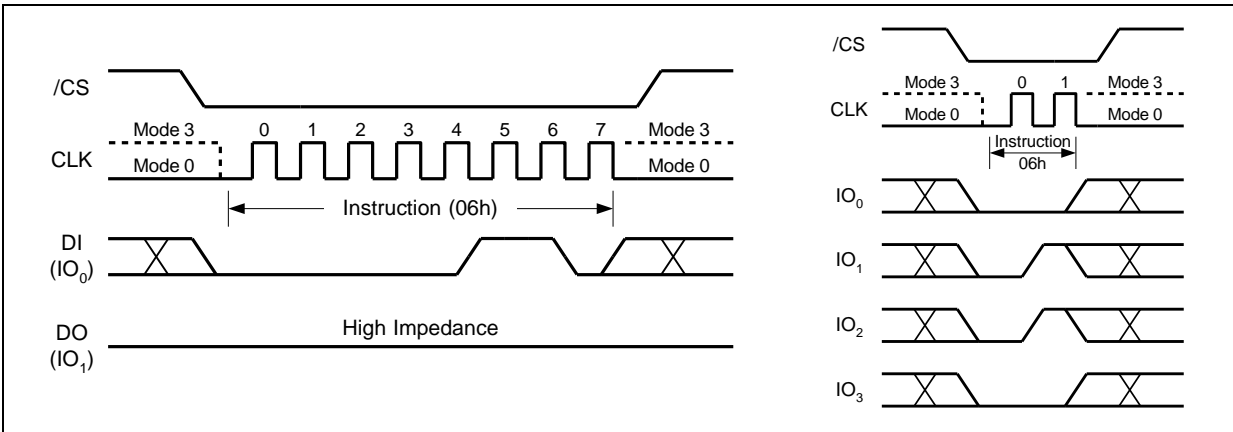 /CS
Mode 3 0 1 2 3 4 5 6 7 Mode 3
CLK Mode 0 Mode 0
Instruction (06h)
DI
(IO0)
DO High Impedance
(IO1)
/CS
Mode 3 0 1 Mode 3
CLK Mode 0 Mode 0
Instruction
06h
IO0
IO1
IO2
IO3